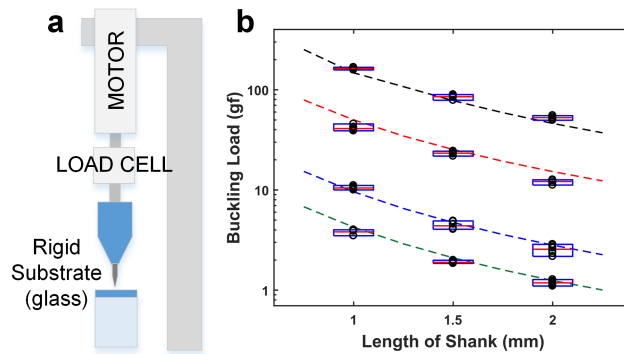 a
MOTOR
LOAD CELL
Rigid
Substrate
(glass)
b
Buckling Load (gf)
100
10
1
1
1.5
2
Length of Shank (mm)